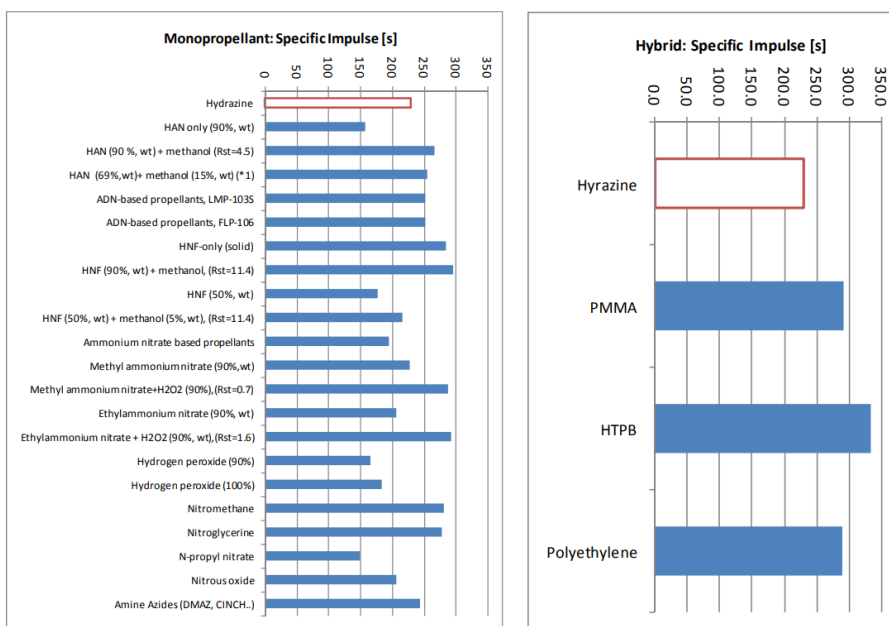 Monopropellant: Specific Impulse [s]
0
50
100
150
200
250
300
350
Hydrazine
HAN only (90%, wt)
HAN (90 %, wt) + methanol (Rst=4.5)
HAN (69%,wt)+ methanol (15%, wt) (*1)
ADN-based propellants, LMP-103S
ADN-based propellants, FLP-106
HNF-only (solid)
HNF (90%, wt) + methanol, (Rst=11.4)
HNF (50%, wt)
HNF (50%, wt) + methanol (5%, wt), (Rst=11.4)
Ammonium nitrate based propellants
Methyl ammonium nitrate (90%,wt)
Methyl ammonium nitrate+H2O2 (90%),(Rst=0.7)
Ethylammonium nitrate (90%, wt)
Ethylammonium nitrate + H2O2 (90%, wt),(Rst=1.6)
Hydrogen peroxide (90%)
Hydrogen peroxide (100%)
Nitromethane
Nitroglycerine
N-propyl nitrate
Nitrous oxide
Amine Azides (DMAZ, CINCH..)
Hybrid: Specific Impulse [s]
0.0
50.0
100.0
150.0
200.0
250.0
300.0
350.0
Hyrazine
PMMA
HTPB
Polyethylene